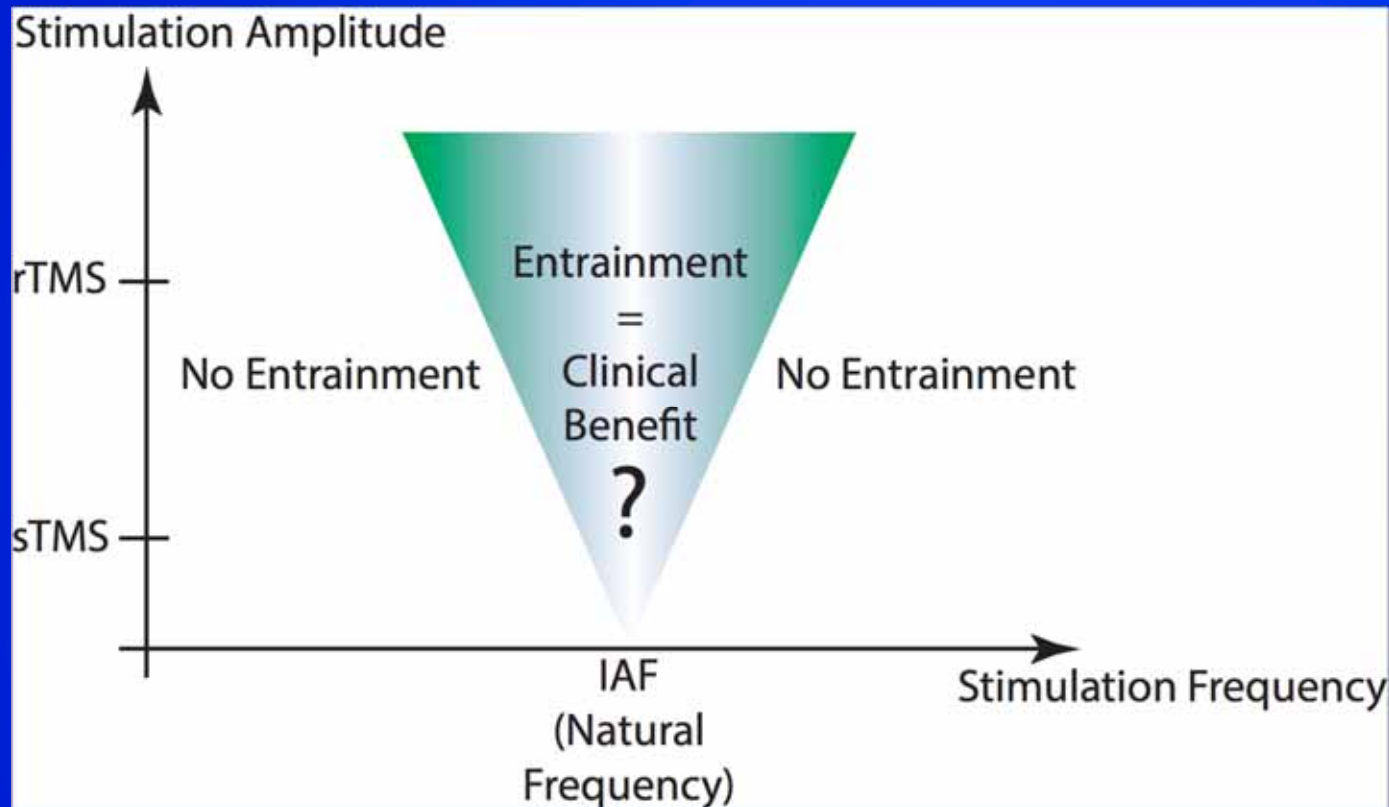 Stimulation Amplitude
rTMS
Entrainment
=
No Entrainment
Clinical
Benefit
No Entrainment
?
sTMS
IAF
(Natural
Frequency)
Stimulation Frequency